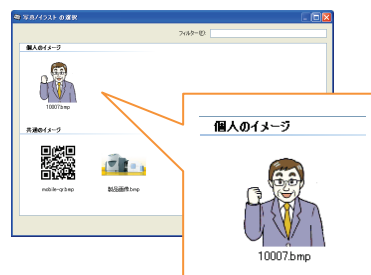 写真/イラスト の選択
フィルター(E):
個人のイメージ
10007.bmp
共通のイメージ
mobile-qr.bmp
製品画像.bmp
個人のイメージ
10007.bmp